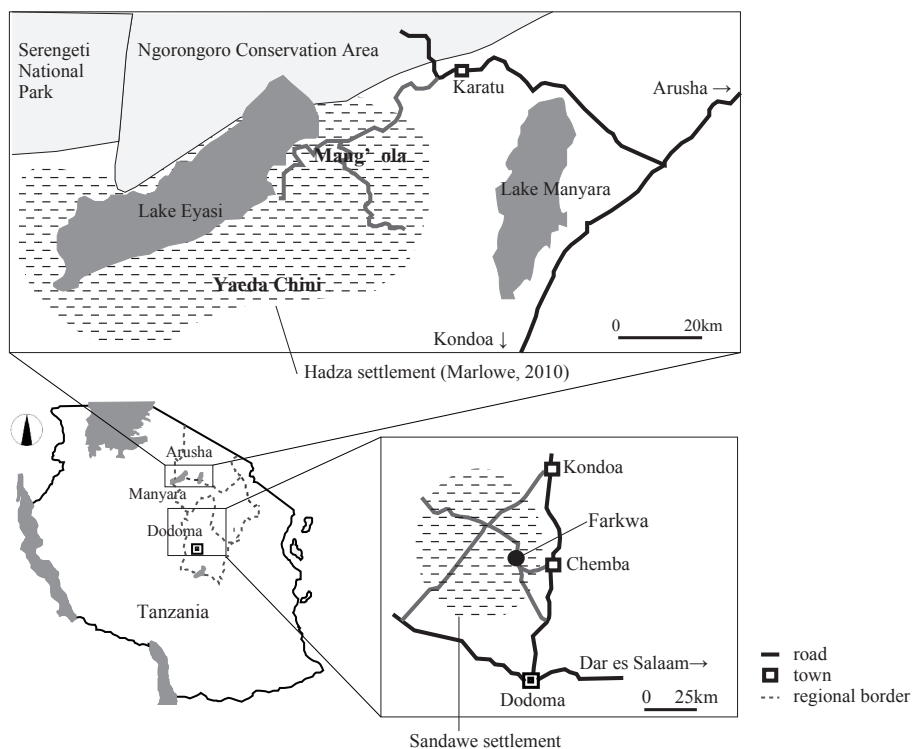 Serengeti
National
Park
Ngorongoro Conservation Area
Karatu
Arusha →
Mang’ ola
Lake Manyara
Lake Eyasi
Yaeda Chini
0 20km
Kondoa ↓
Hadza settlement (Marlowe, 2010)
Arusha
Manyara
Dodoma
Tanzania
Kondoa
Farkwa
Chemba
Dar es Salaam→
Dodoma
0 25km
Sandawe settlement
road
town
regional border